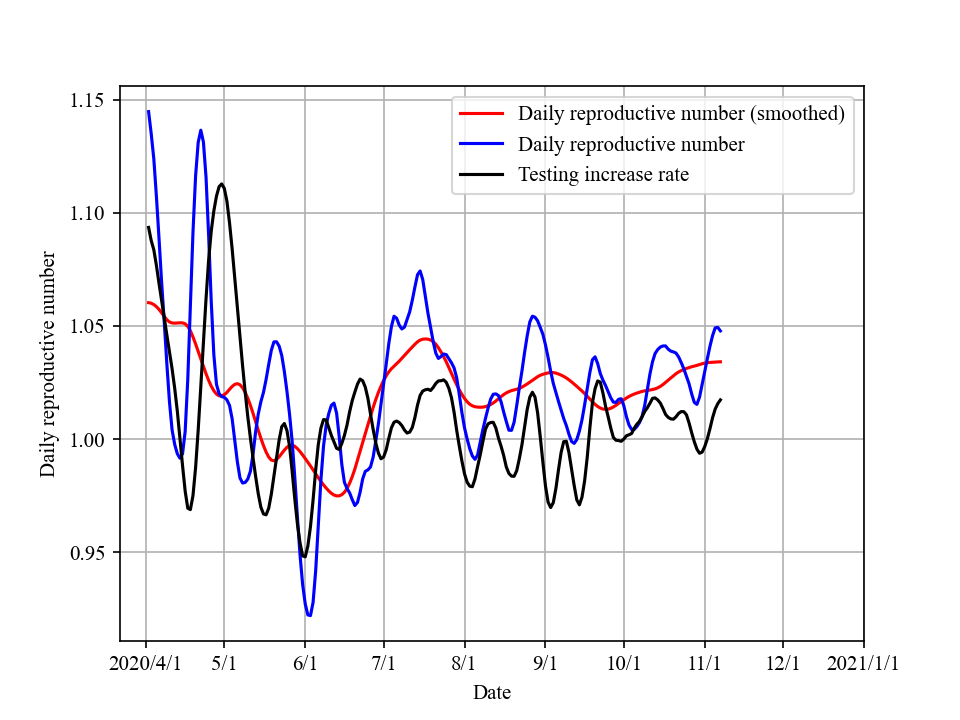 Daily reproductive number (smoothed)
Daily reproductive number
Testing increase rate
1.15
1.10
1.05
1.00
0.95
Daily reproductive number
2020/4/1 5/1 6/1 7/1 8/1 9/1 10/1 11/1 12/1 2021/1/1
Date